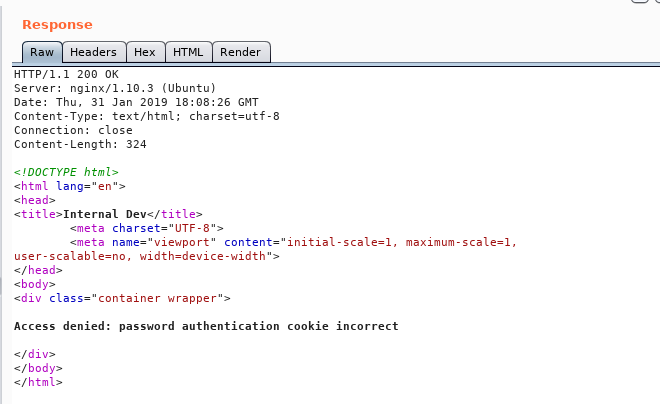 Response
Raw Headers Hex HTML Render
HTTP/1.1 200 OK
Server: nginx/1.10.3 (Ubuntu)
Date: Thu, 31 Jan 2019 18:08:26 GMT
Content-Type: text/html; charset=utf-8
Connection: close
Content-Length: 324
<!DOCTYPE html>
<html lang="en">
<head>
<title>Internal Dev</title>
<meta charset="UTF-8">
<meta name="viewport" content="initial-scale=1, maximum-scale=1,
user-scalable=no, width=device-width">
</head>
<body>
<div class="container wrapper">
Access denied: password authentication cookie incorrect
</div>
</body>
</html>